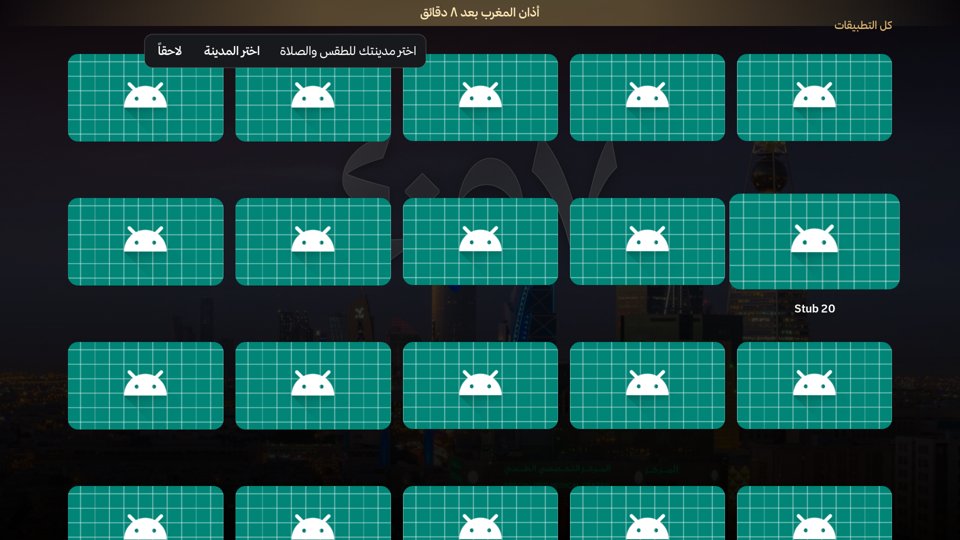 أذان المغرب بعد ٨ دقائق
كل التطبيقات
اختر مدينتك للطقس والصلاة اختر المدينة لاحقاً
Stub 20